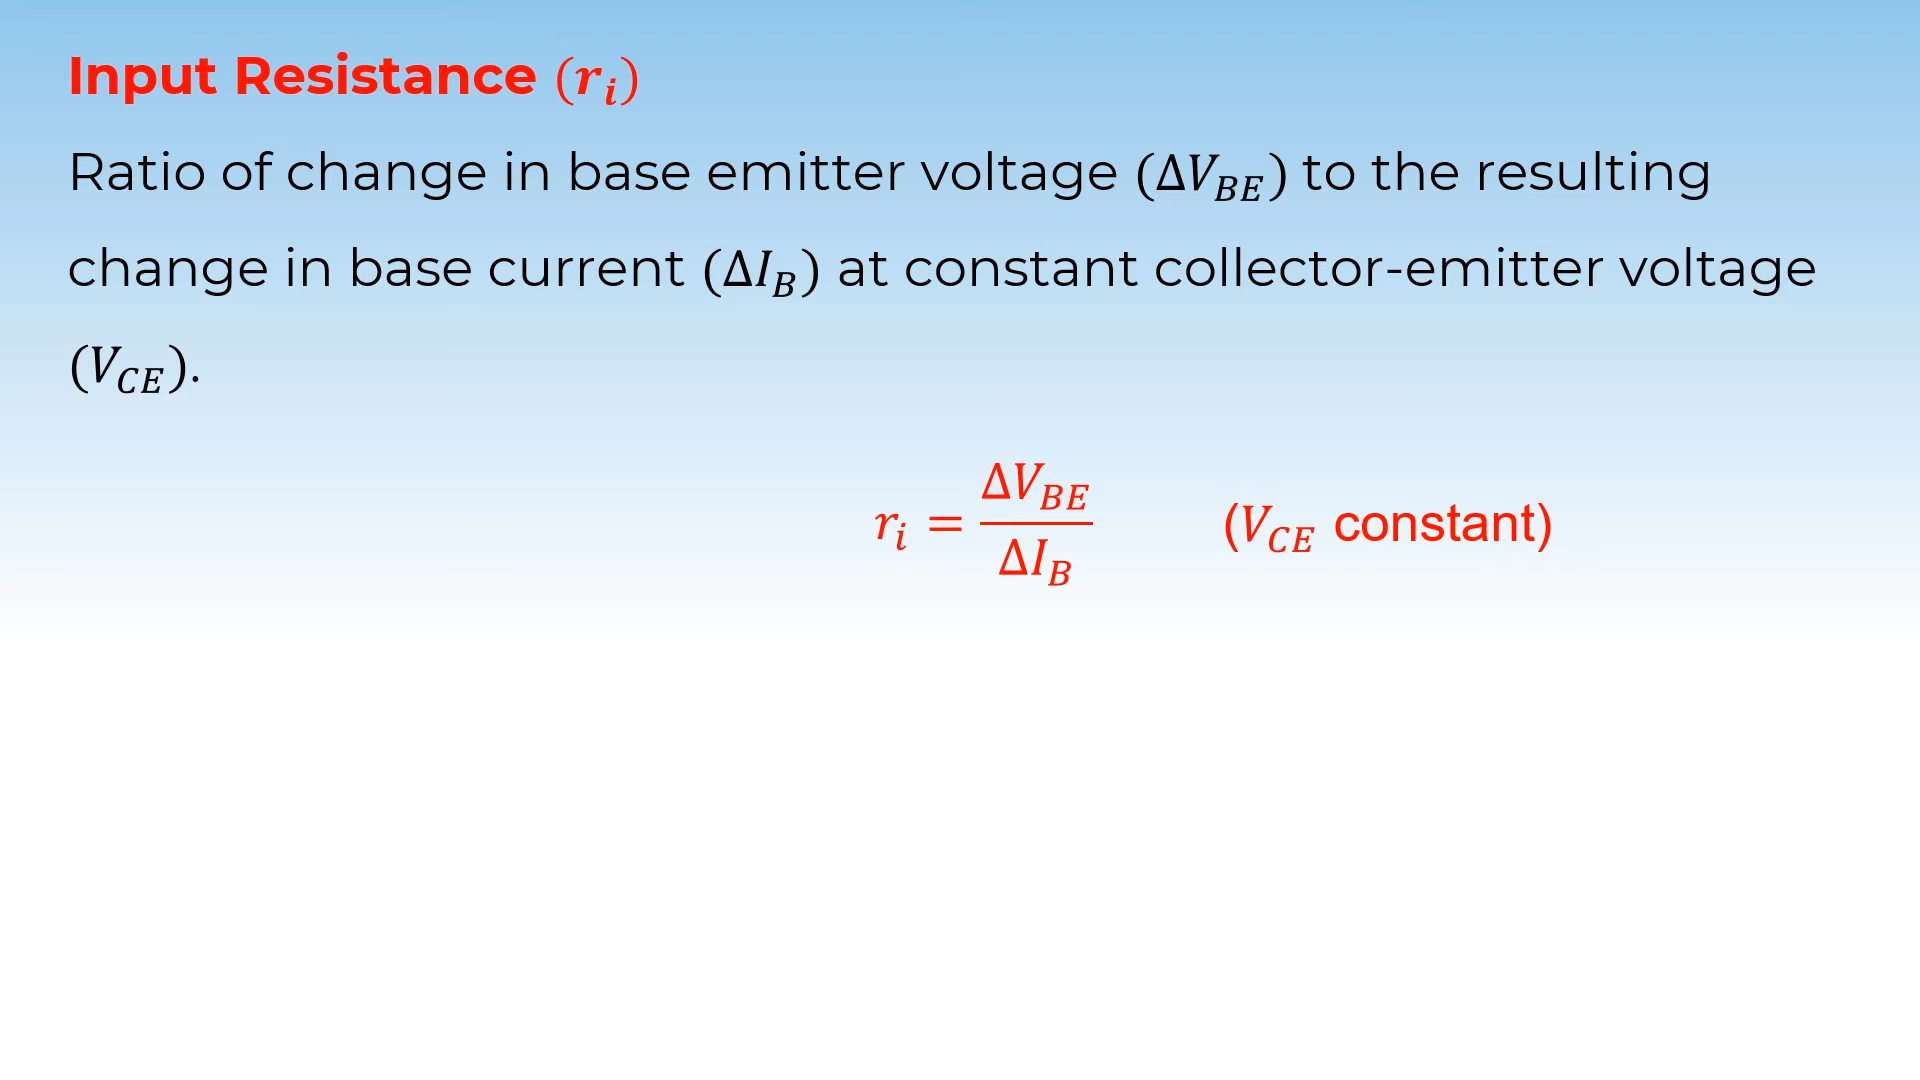 Input Resistance (rᵢ)
Ratio of change in base emitter voltage (ΔV_BE) to the resulting
change in base current (ΔI_B) at constant collector-emitter voltage
(V_CE).
rᵢ = ΔV_BE / ΔI_B (V_CE constant)